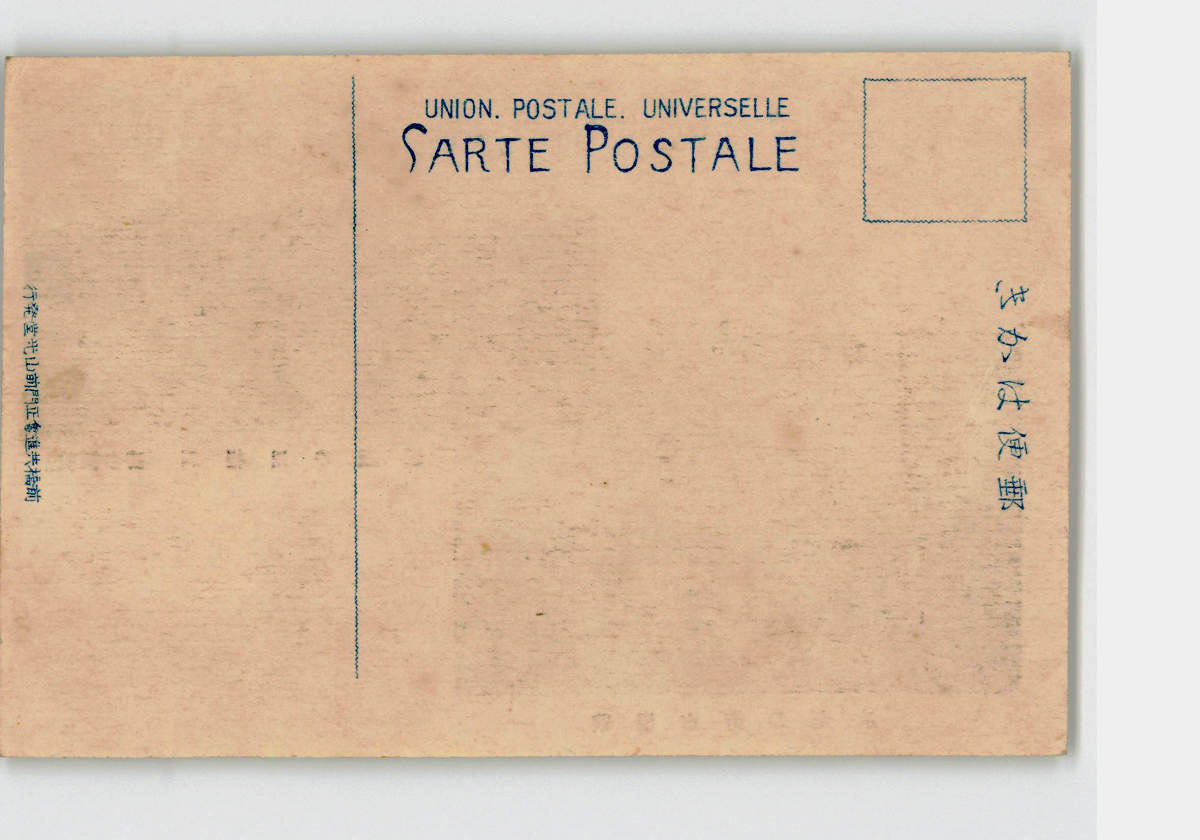 UNION. POSTALE. UNIVERSELLE
CARTE POSTALE
郵便はかき
前橋共進會正門前山光堂発行